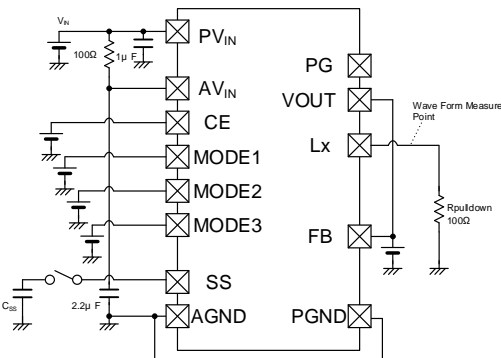 VIN
PVIN
100Ω
1μ F
AVIN
CE
MODE1
MODE2
MODE3
SS
CSS
2.2μ F
AGND
PG
VOUT
Wave Form Measure
Point
Lx
Rpulldown
100Ω
FB
PGND